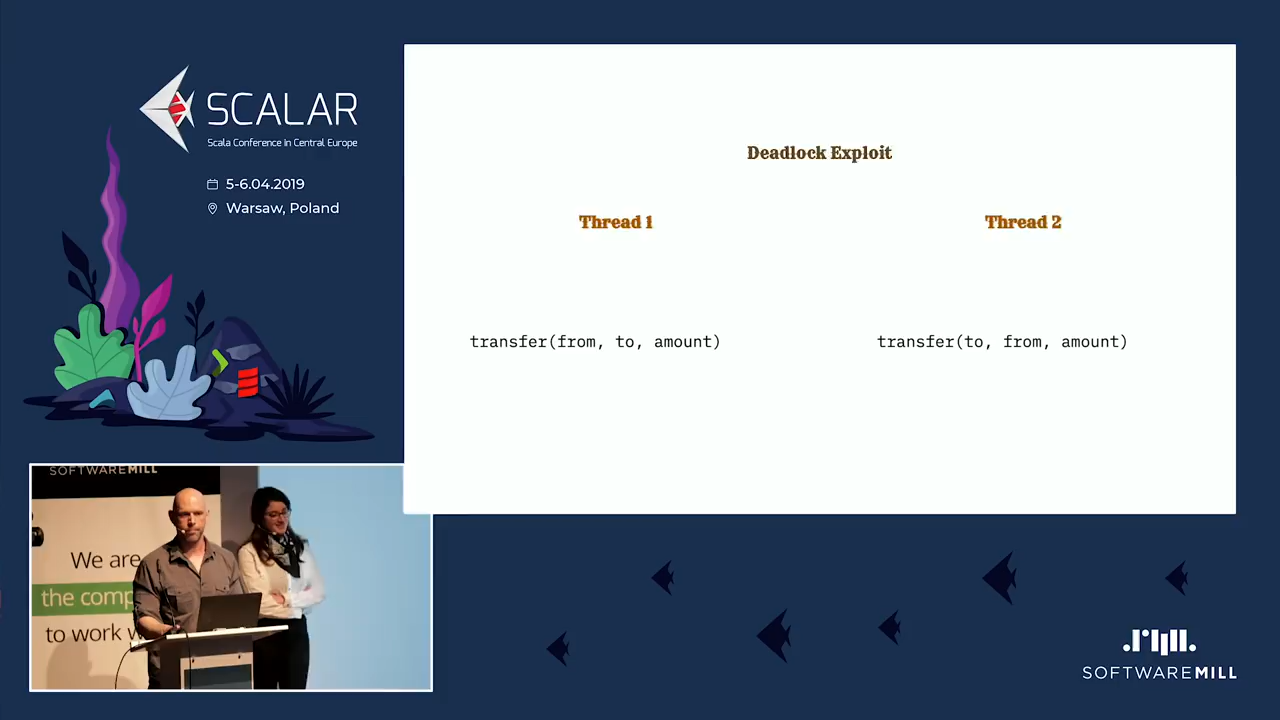 SCALAR
Scala Conference in Central Europe
5-6.04.2019
Warsaw, Poland
Deadlock Exploit
Thread 1
Thread 2
transfer(from, to, amount)
transfer(to, from, amount)
SOFTWAREMILL
We are
the comp
to work w
SOFTWAREMILL